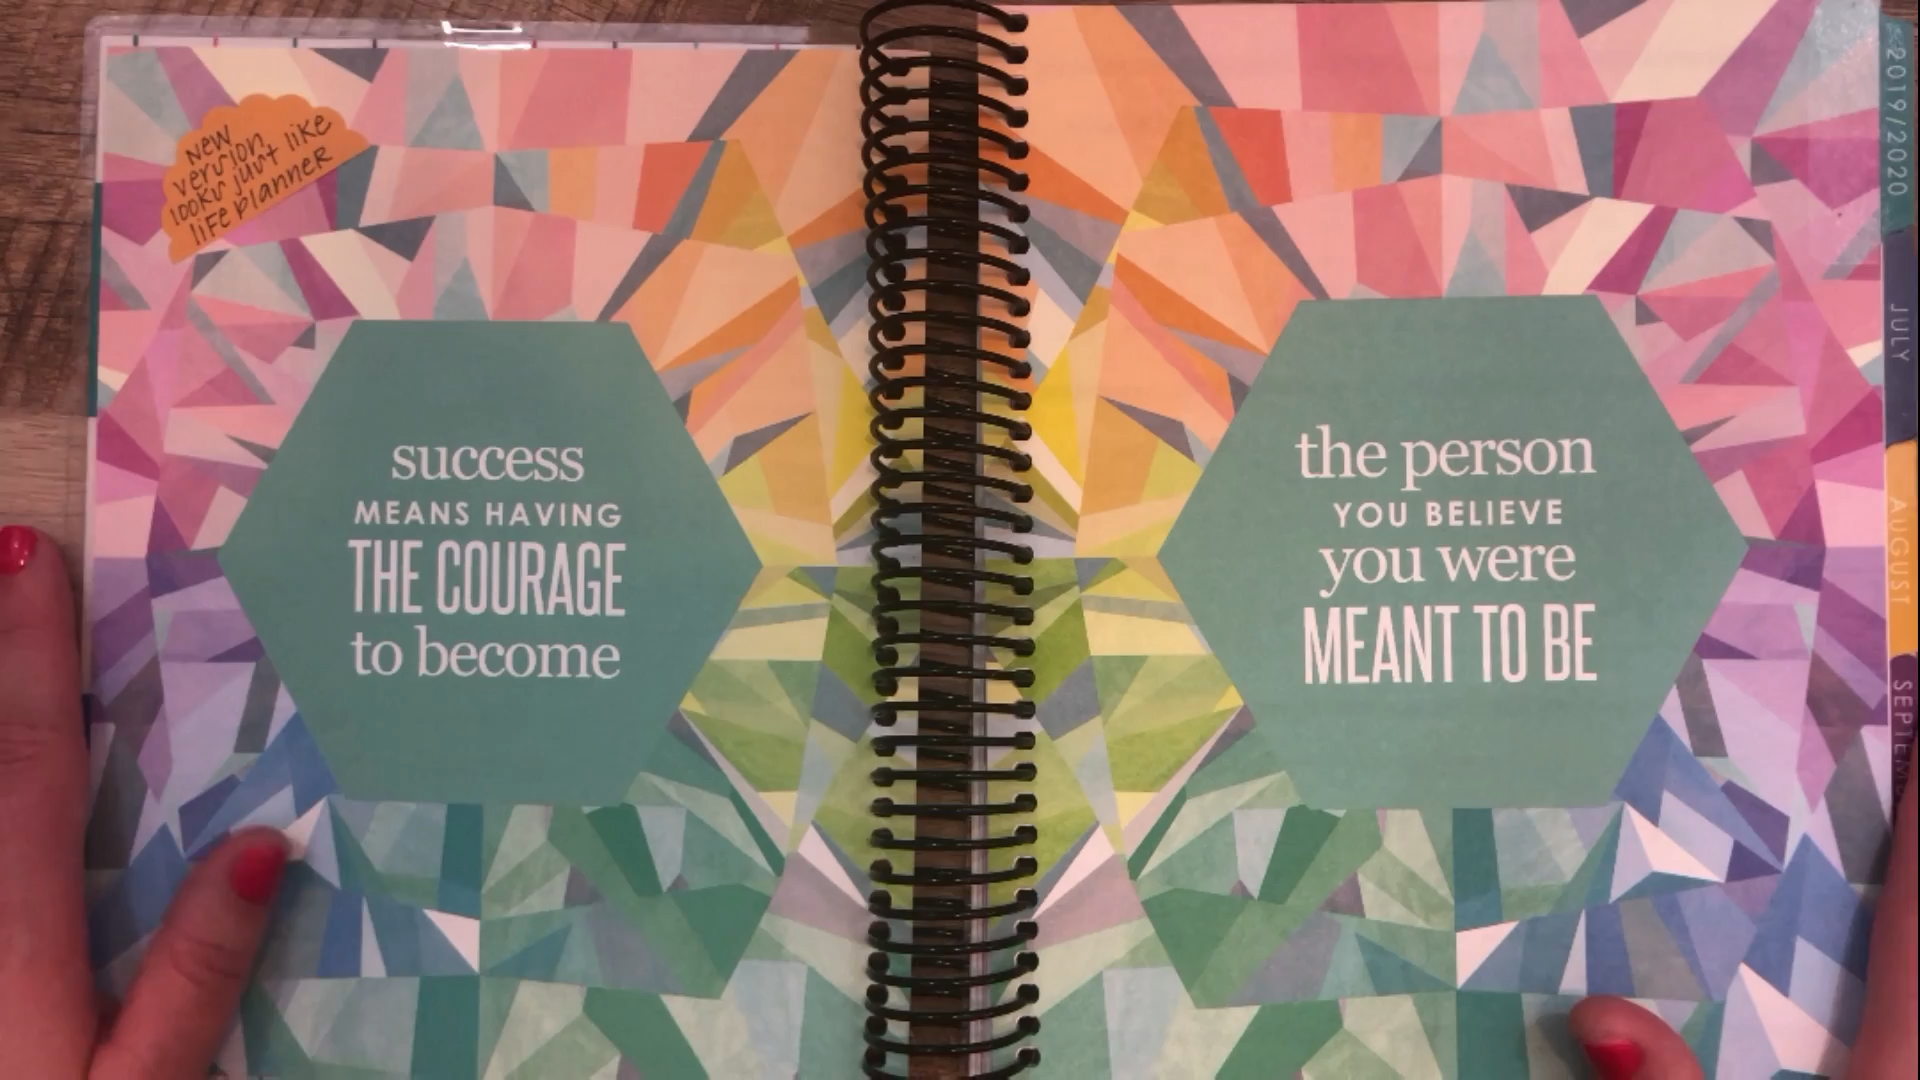 new
version
looks just like
life planner
success
MEANS HAVING
THE COURAGE
to become
the person
YOU BELIEVE
you were
MEANT TO BE
2019/2020
JULY
AUGUST